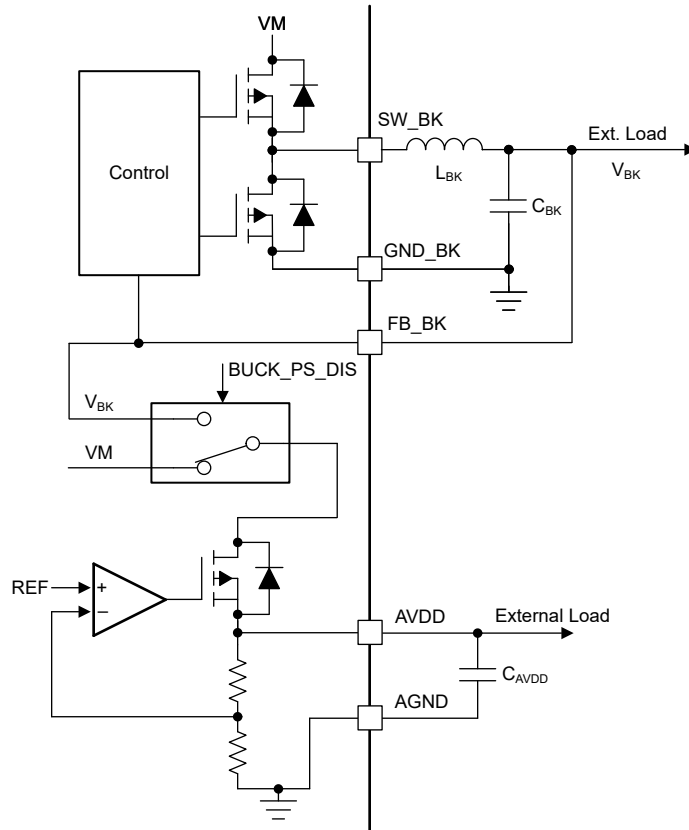 VM
Control
SW_BK
Ext. Load
L_BK
V_BK
C_BK
GND_BK
FB_BK
BUCK_PS_DIS
V_BK
VM
REF
+
–
AVDD
External Load
C_AVDD
AGND